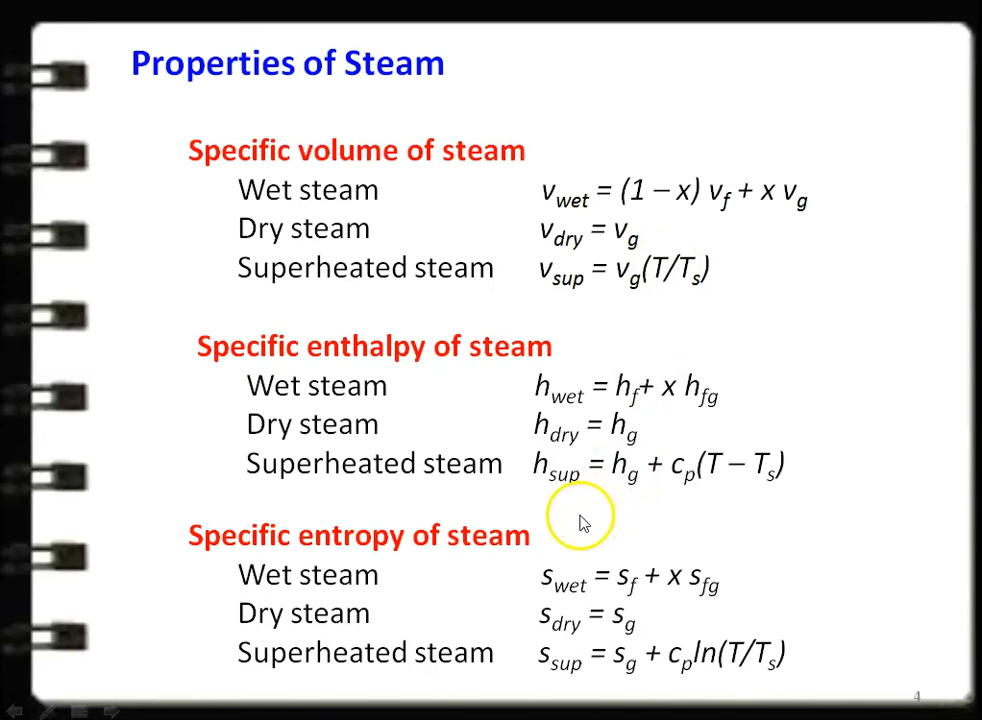 Properties of Steam
Specific volume of steam
Wet steam v_wet = (1 – x) v_f + x v_g
Dry steam v_dry = v_g
Superheated steam v_sup = v_g(T/T_s)
Specific enthalpy of steam
Wet steam h_wet = h_f+ x h_fg
Dry steam h_dry = h_g
Superheated steam h_sup = h_g + c_p(T – T_s)
Specific entropy of steam
Wet steam s_wet = s_f + x s_fg
Dry steam s_dry = s_g
Superheated steam s_sup = s_g + c_pln(T/T_s)
4